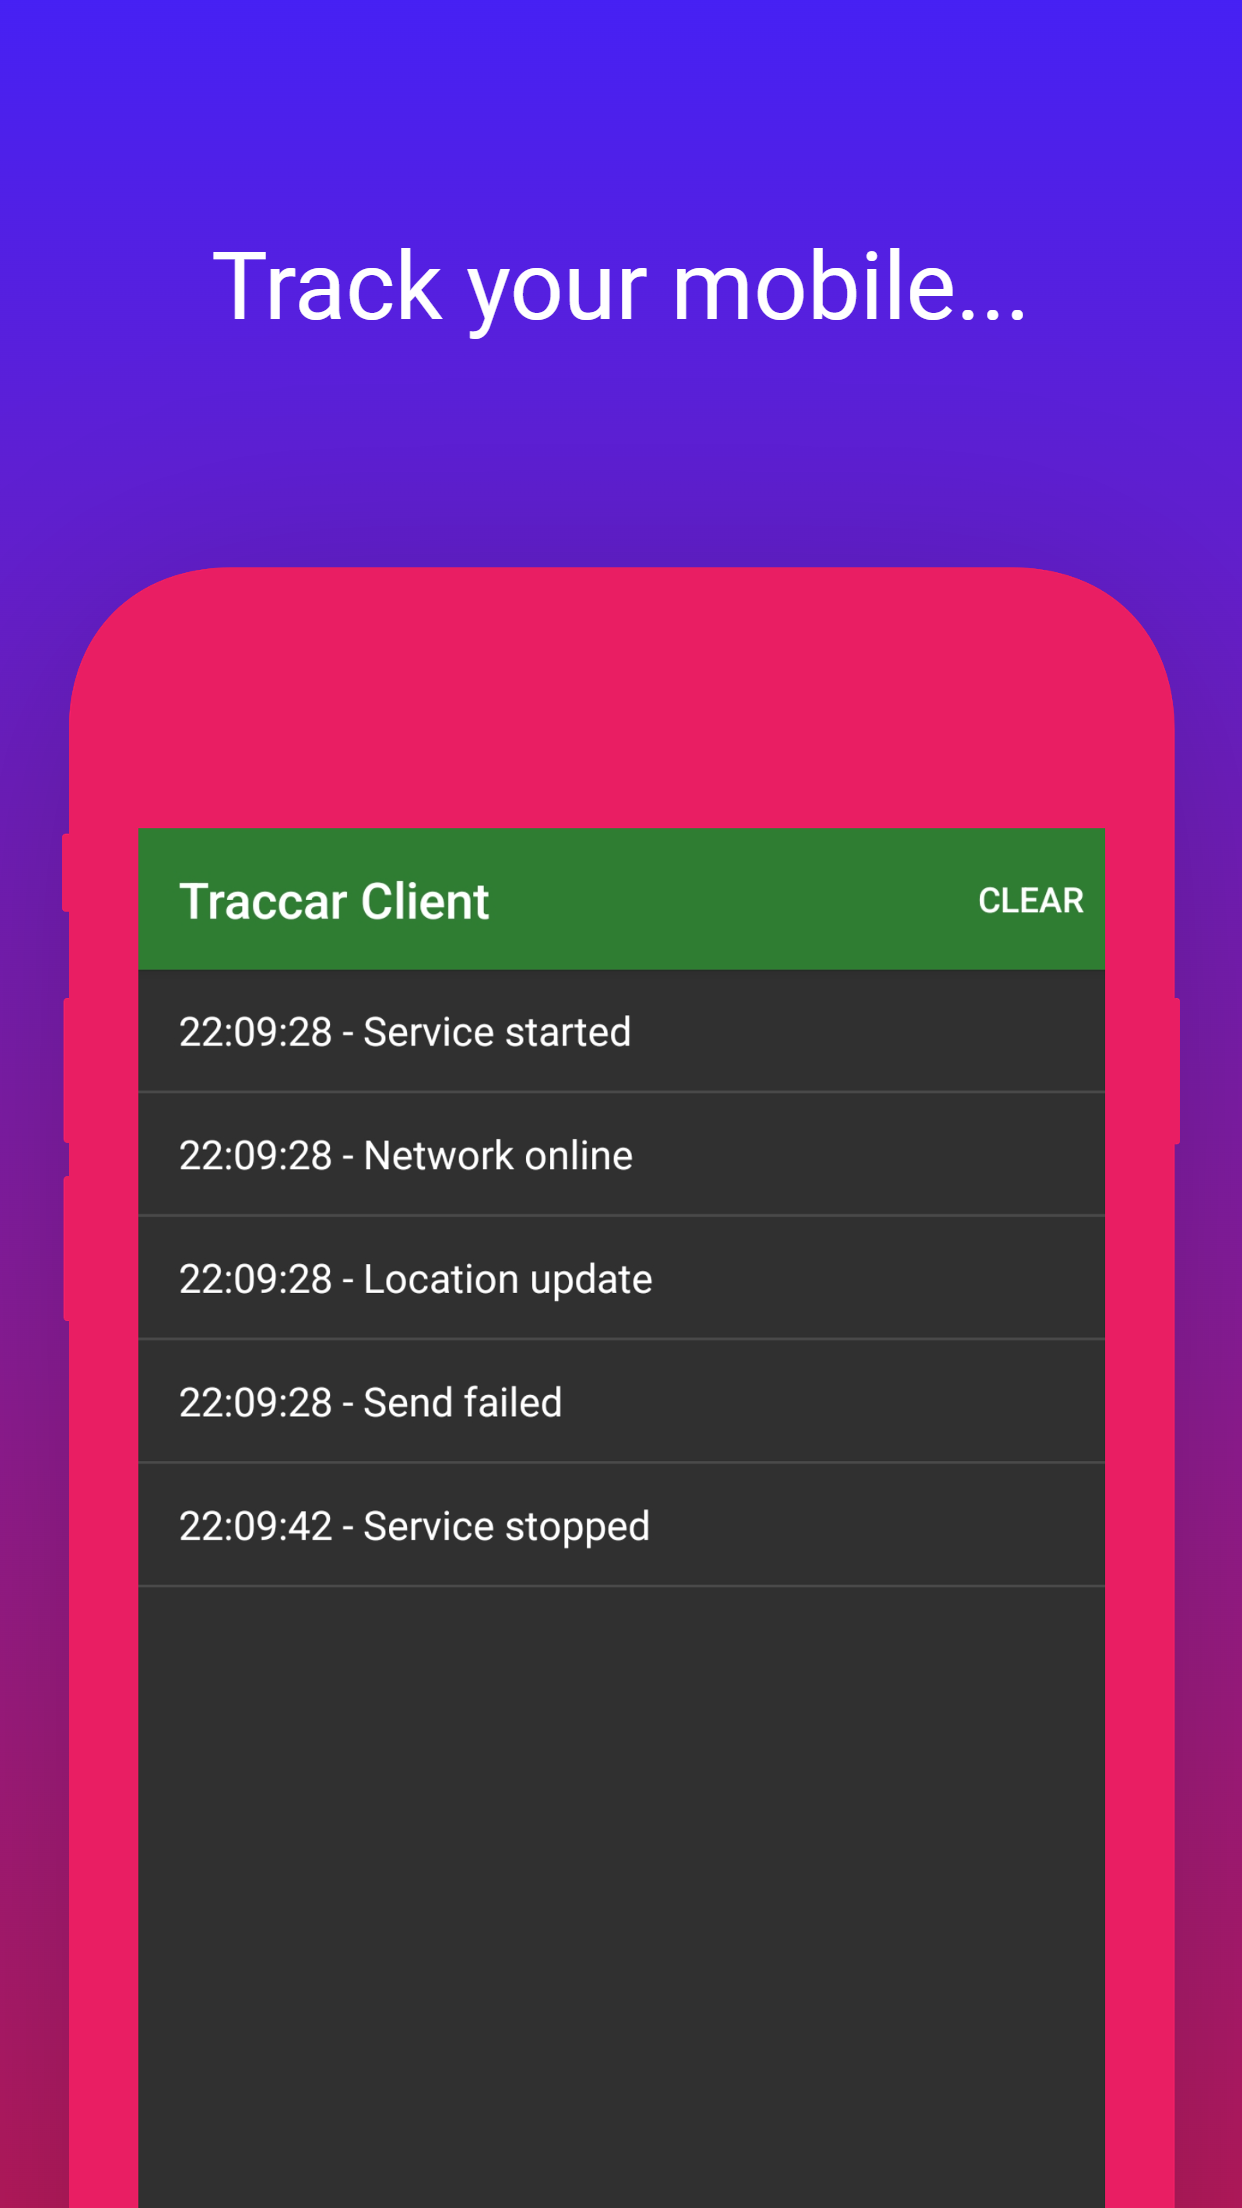 Track your mobile...
Traccar Client
CLEAR
22:09:28 - Service started
22:09:28 - Network online
22:09:28 - Location update
22:09:28 - Send failed
22:09:42 - Service stopped